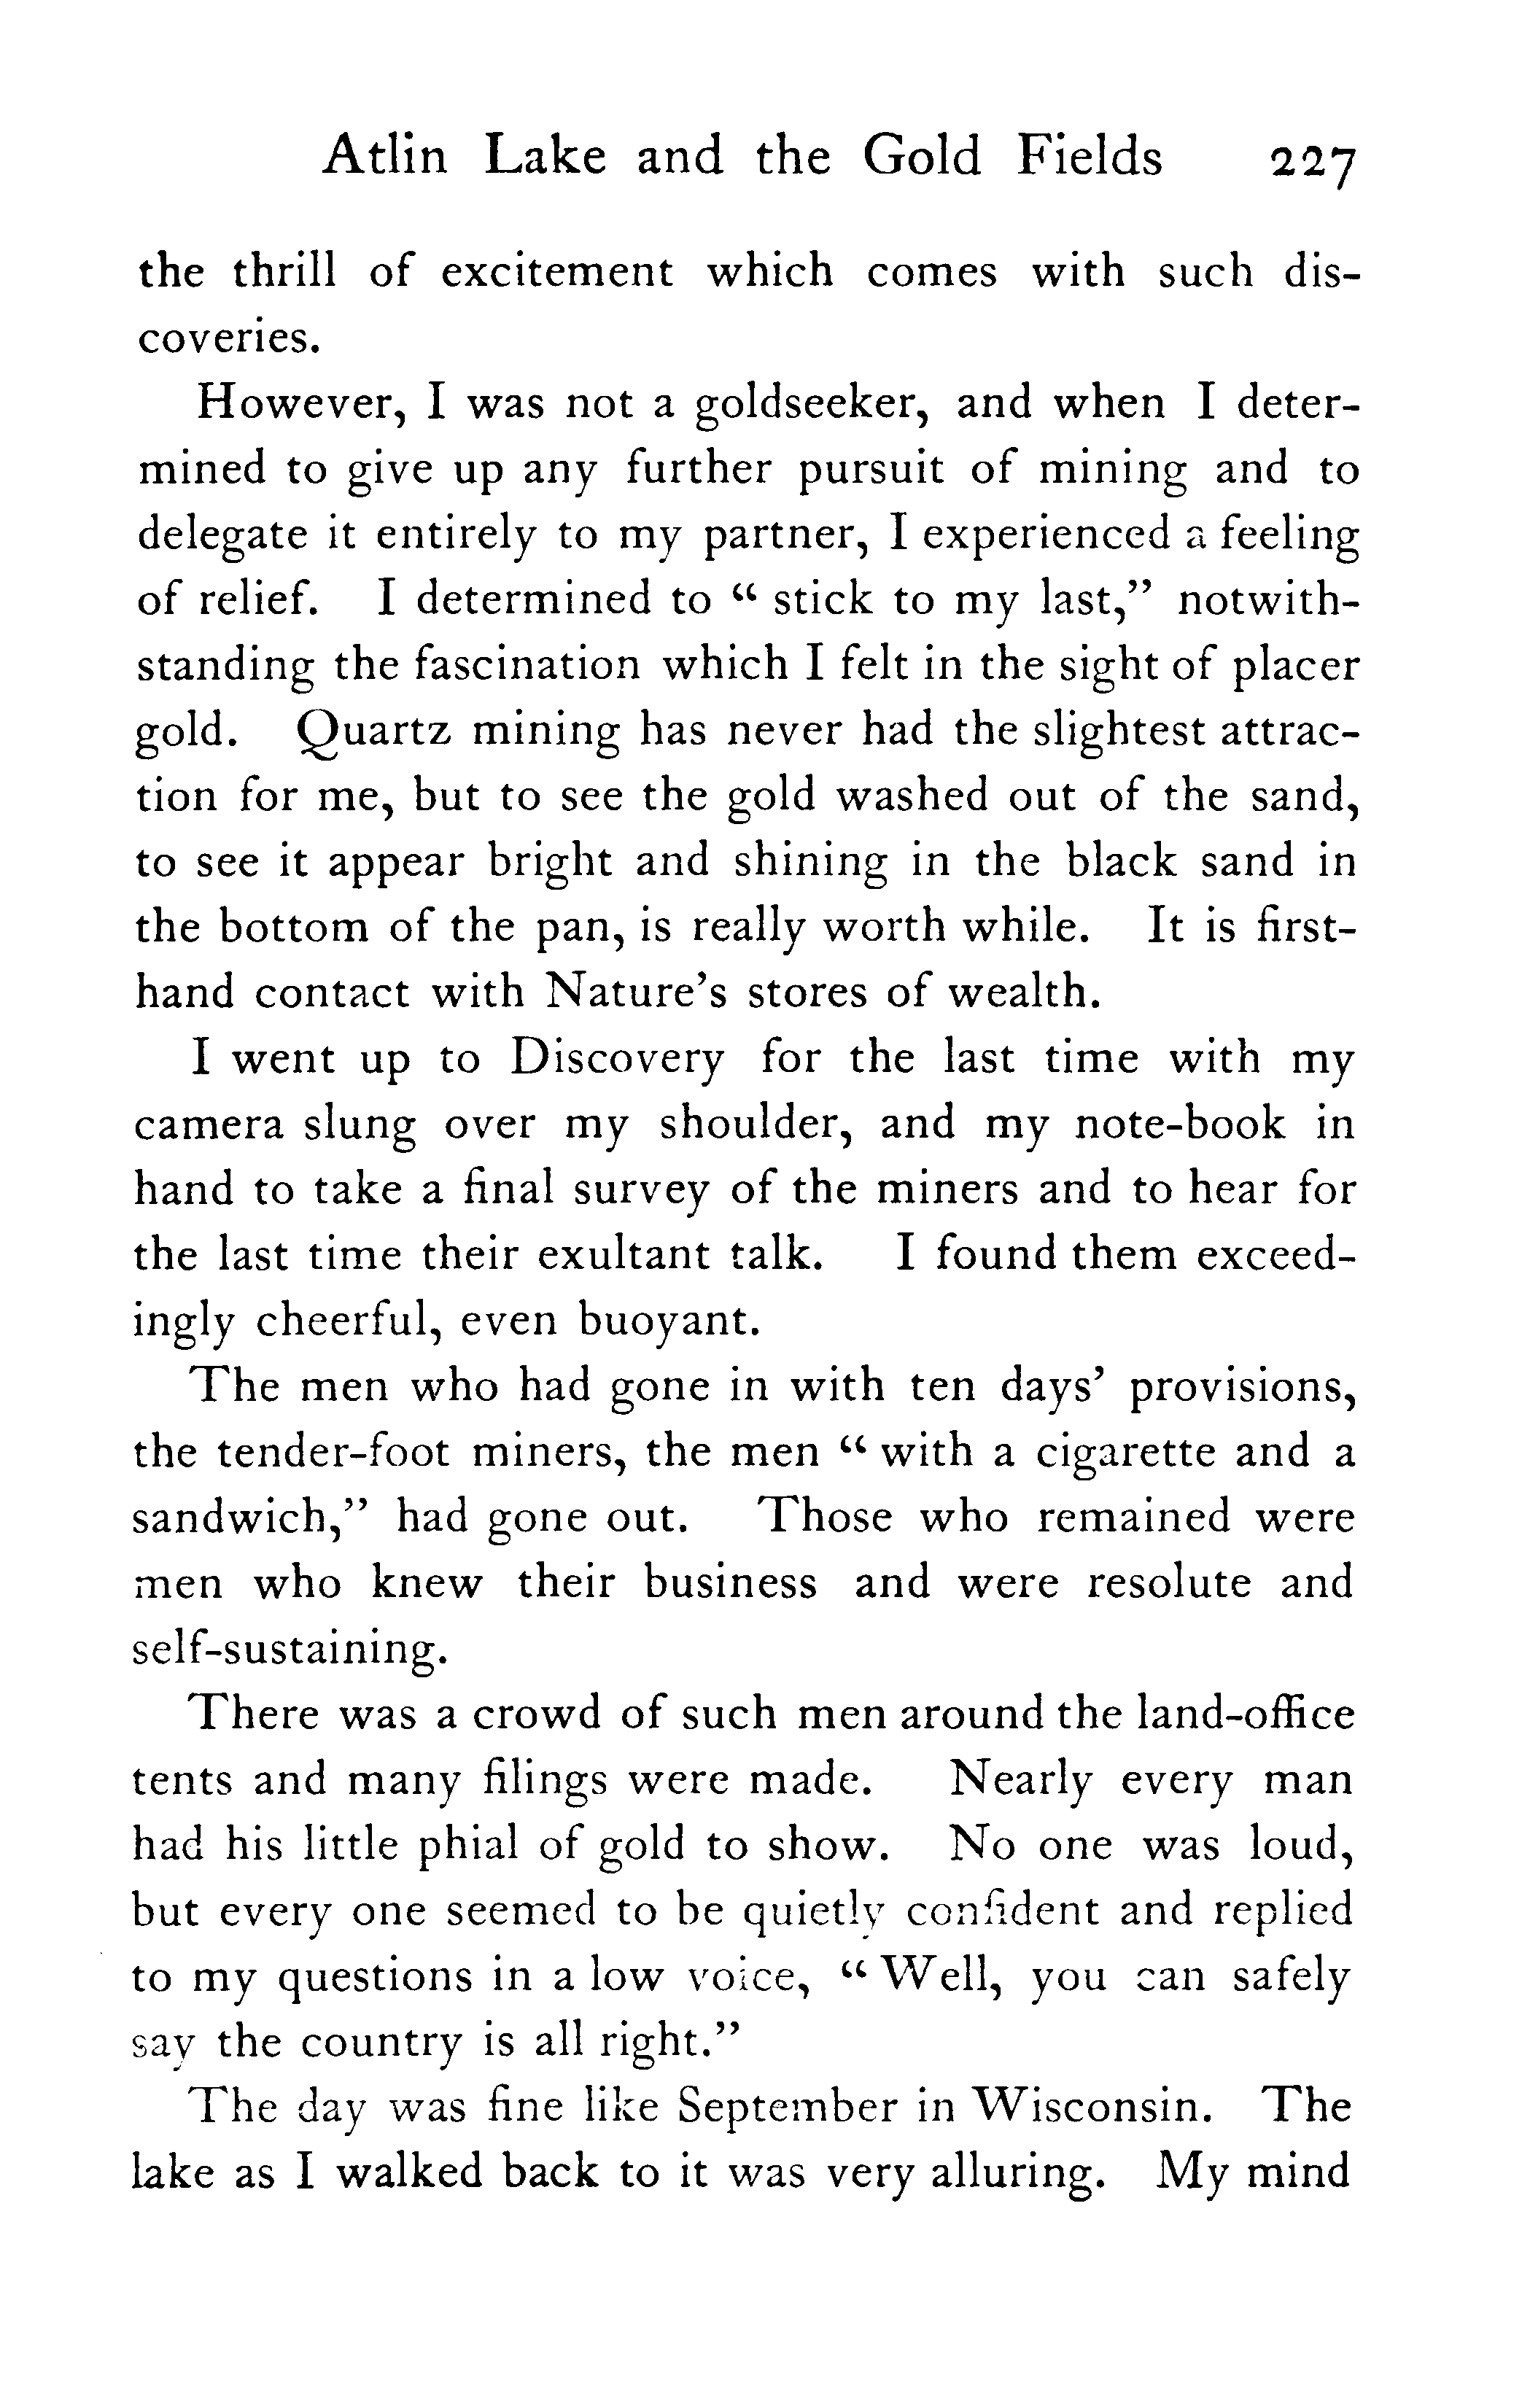 Atlin Lake and the Gold Fields 227
the thrill of excitement which comes with such dis-
coveries.
However, I was not a goldseeker, and when I deter-
mined to give up any further pursuit of mining and to
delegate it entirely to my partner, I experienced a feeling
of relief. I determined to “ stick to my last,” notwith-
standing the fascination which I felt in the sight of placer
gold. Quartz mining has never had the slightest attrac-
tion for me, but to see the gold washed out of the sand,
to see it appear bright and shining in the black sand in
the bottom of the pan, is really worth while. It is first-
hand contact with Nature’s stores of wealth.
I went up to Discovery for the last time with my
camera slung over my shoulder, and my note-book in
hand to take a final survey of the miners and to hear for
the last time their exultant talk. I found them exceed-
ingly cheerful, even buoyant.
The men who had gone in with ten days’ provisions,
the tender-foot miners, the men “ with a cigarette and a
sandwich,” had gone out. Those who remained were
men who knew their business and were resolute and
self-sustaining.
There was a crowd of such men around the land-office
tents and many filings were made. Nearly every man
had his little phial of gold to show. No one was loud,
but every one seemed to be quietly confident and replied
to my questions in a low voice, “ Well, you can safely
say the country is all right.”
The day was fine like September in Wisconsin. The
lake as I walked back to it was very alluring. My mind